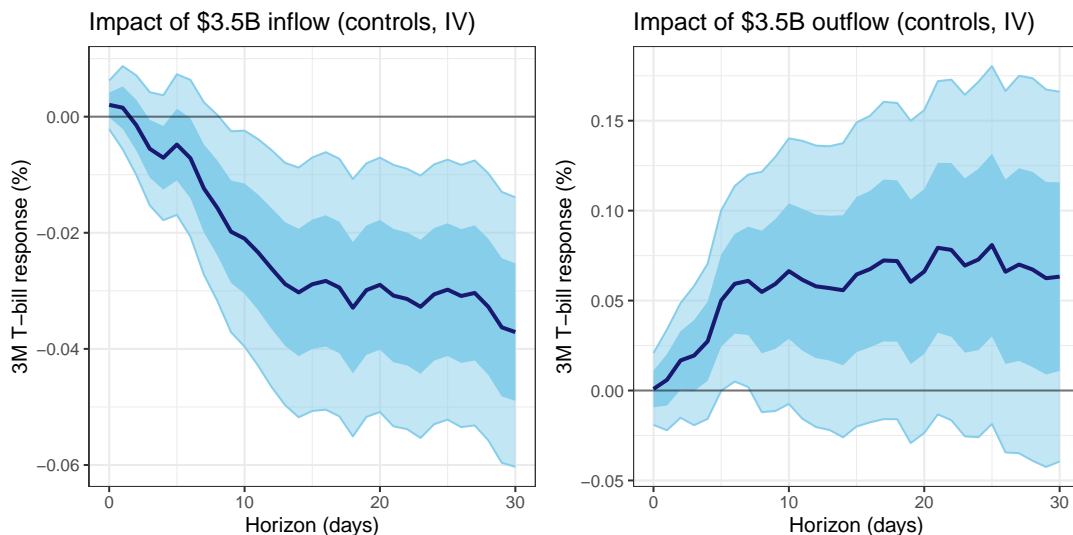 Impact of $3.5B inflow (controls, IV)
3M T−bill response (%)
0.00
−0.02
−0.04
−0.06
0
10
20
30
Horizon (days)
Impact of $3.5B outflow (controls, IV)
3M T−bill response (%)
0.15
0.10
0.05
0.00
−0.05
0
10
20
30
Horizon (days)